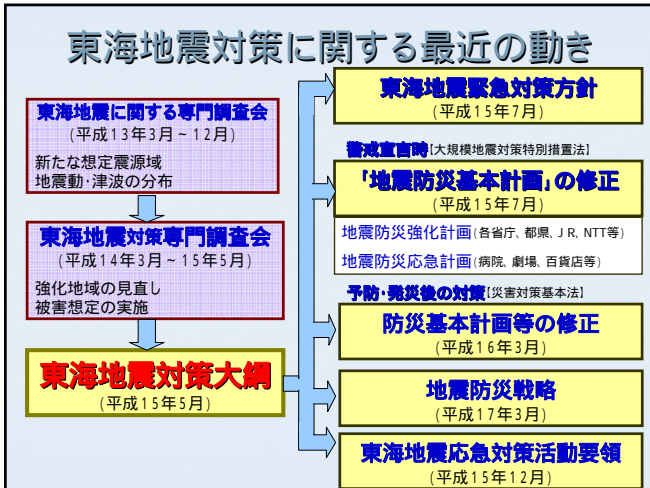 東海地震対策に関する最近の動き
東海地震に関する専門調査会
(平成13年3月~12月)
新たな想定震源域
地震動・津波の分布
東海地震対策専門調査会
(平成14年3月~15年5月)
強化地域の見直し
被害想定の実施
東海地震対策大綱
(平成15年5月)
東海地震緊急対策方針
(平成15年7月)
警戒宣言時【大規模地震対策特別措置法】
「地震防災基本計画」の修正
(平成15年7月)
地震防災強化計画(各省庁、都県、JR、NTT等)
地震防災応急計画(病院、劇場、百貨店等)
予防・発災後の対策【災害対策基本法】
防災基本計画等の修正
(平成16年3月)
地震防災戦略
(平成17年3月)
東海地震応急対策活動要領
(平成15年12月)